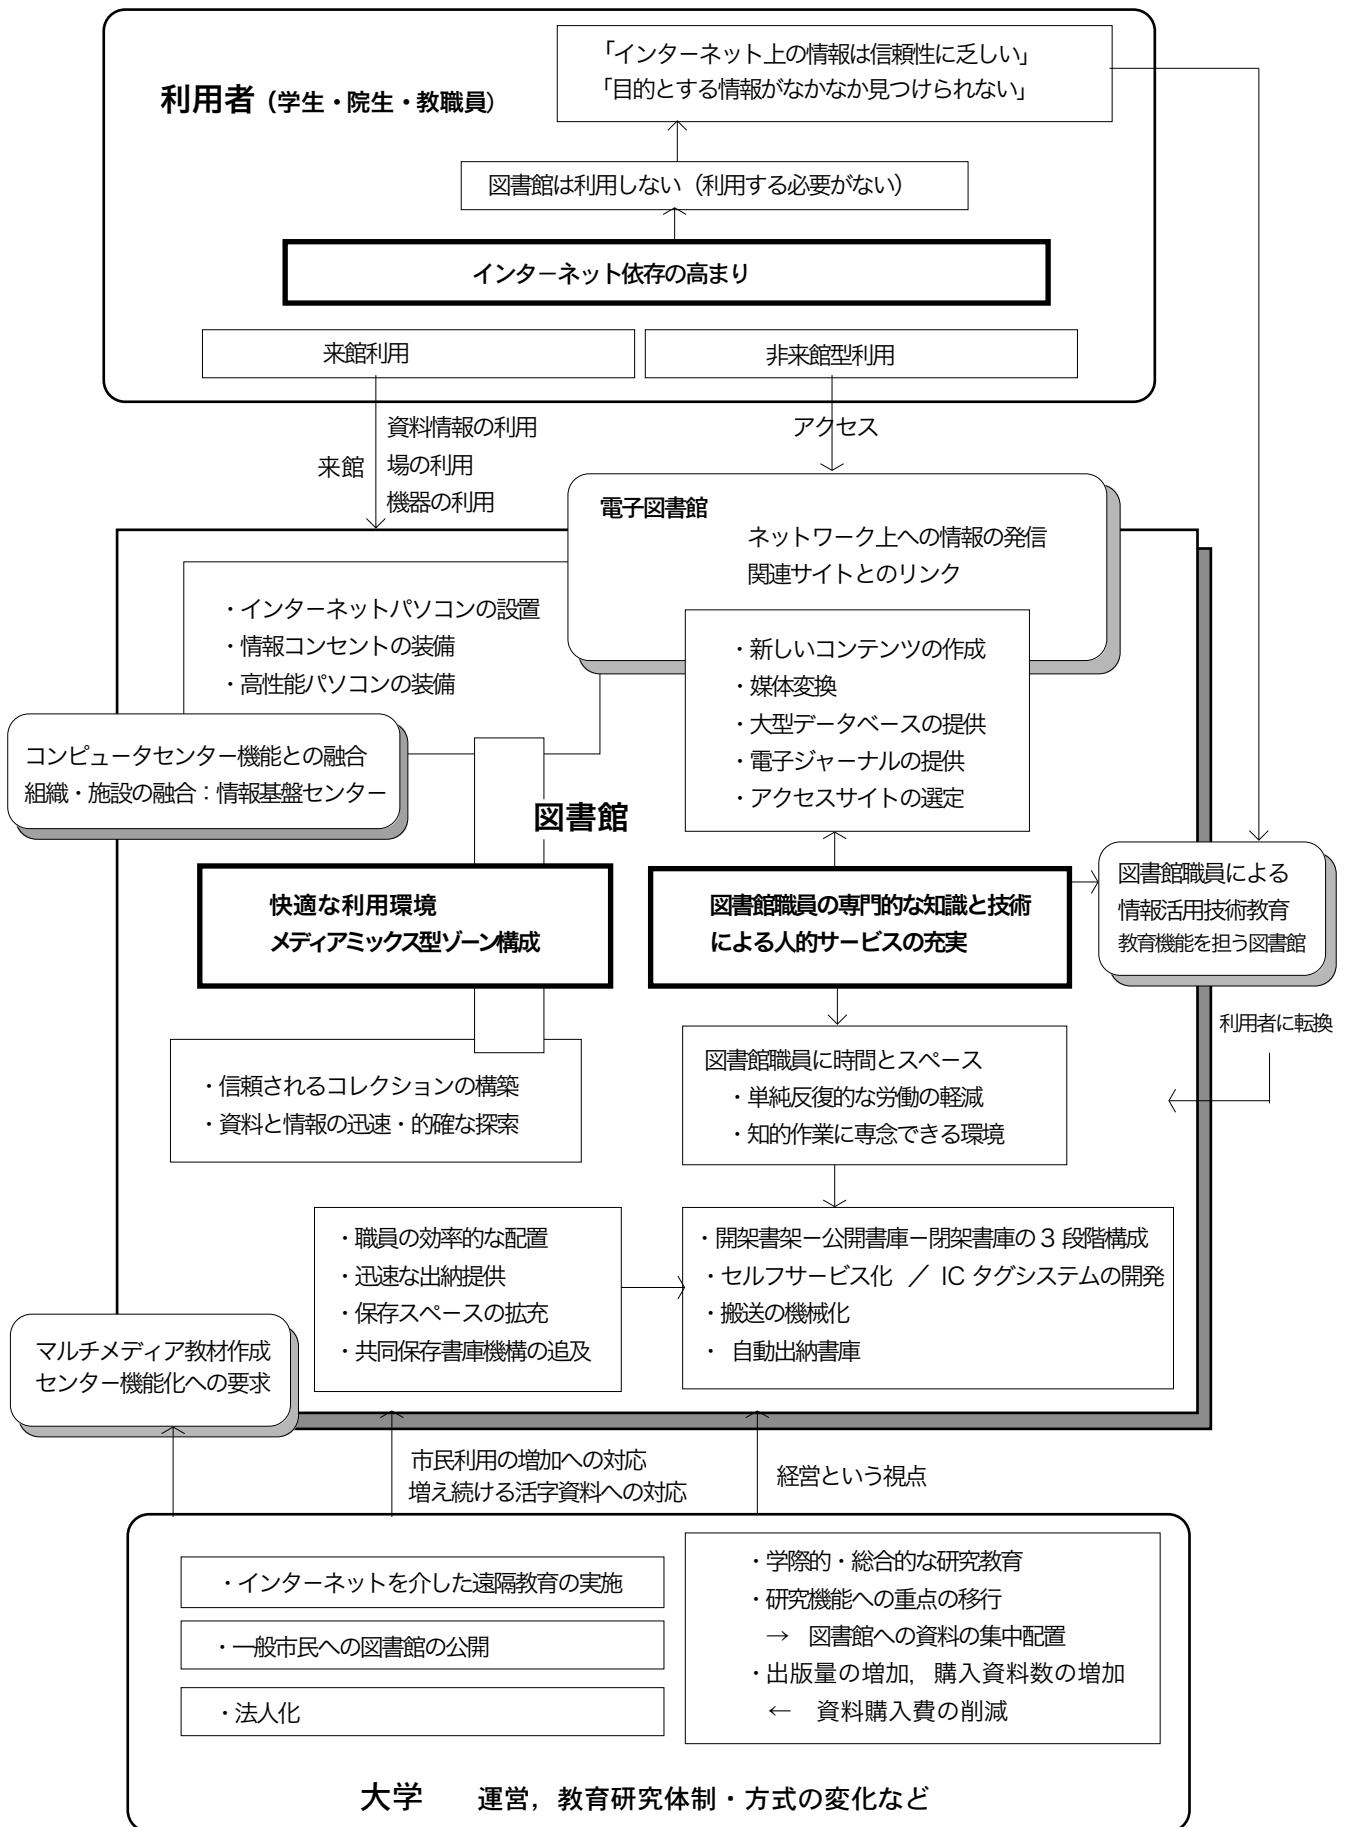 「インターネット上の情報は信頼性に乏しい」
「目的とする情報がなかなか見つけられない」
利用者（学生・院生・教職員）
図書館は利用しない（利用する必要がない）
インターネット依存の高まり
来館利用
非来館型利用
来館
資料情報の利用
場の利用
機器の利用
アクセス
電子図書館
ネットワーク上への情報の発信
関連サイトとのリンク
・インターネットパソコンの設置
・情報コンセントの装備
・高性能パソコンの装備
・新しいコンテンツの作成
・媒体変換
・大型データベースの提供
・電子ジャーナルの提供
・アクセスサイトの選定
コンピュータセンター機能との融合
組織・施設の融合：情報基盤センター
図書館
快適な利用環境
メディアミックス型ゾーン構成
図書館職員の専門的な知識と技術
による人的サービスの充実
図書館職員による
情報活用技術教育
教育機能を担う図書館
利用者に転換
・信頼されるコレクションの構築
・資料と情報の迅速・的確な探索
図書館職員に時間とスペース
・単純反復的な労働の軽減
・知的作業に専念できる環境
・職員の効率的な配置
・迅速な出納提供
・保存スペースの拡充
・共同保存書庫機構の追及
・開架書架－公開書庫－閉架書庫の３段階構成
・セルフサービス化 ／ IC タグシステムの開発
・搬送の機械化
・ 自動出納書庫
マルチメディア教材作成
センター機能化への要求
市民利用の増加への対応
増え続ける活字資料への対応
経営という視点
・インターネットを介した遠隔教育の実施
・一般市民への図書館の公開
・法人化
・学際的・総合的な研究教育
・研究機能への重点の移行
→ 図書館への資料の集中配置
・出版量の増加，購入資料数の増加
← 資料購入費の削減
大学 運営，教育研究体制・方式の変化など